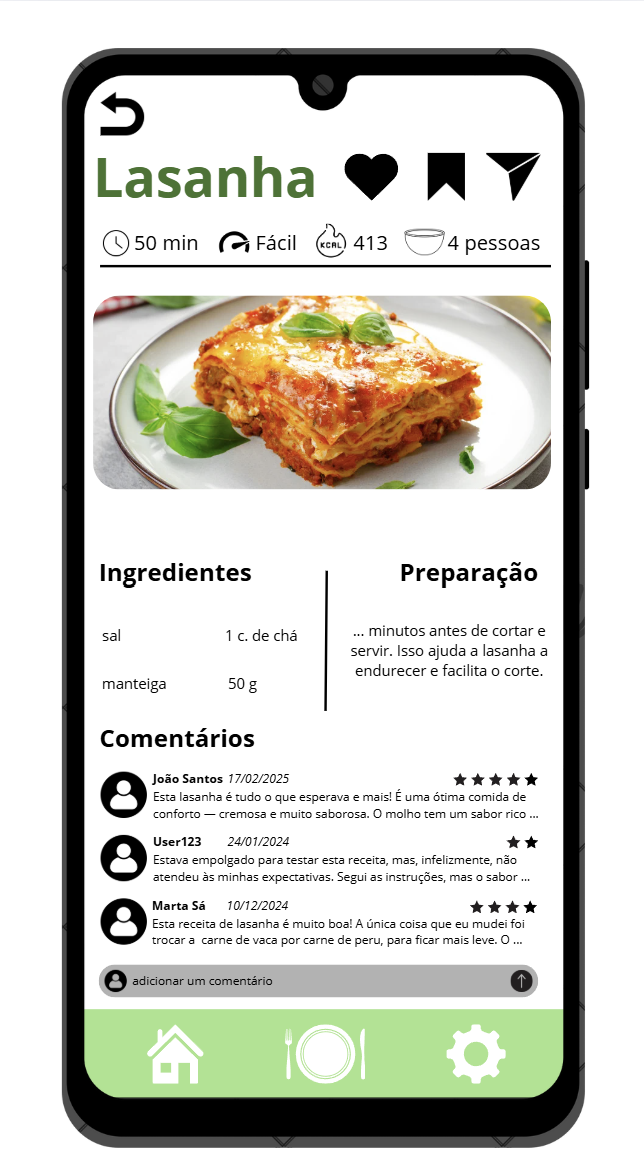 Lasanha
50 min Fácil KCAL 413 4 pessoas
Ingredientes
sal 1 c. de chá
manteiga 50 g
Preparação
... minutos antes de cortar e
servir. Isso ajuda a lasanha a
endurecer e facilita o corte.
Comentários
João Santos 17/02/2025
Esta lasanha é tudo o que esperava e mais! É uma ótima comida de
conforto — cremosa e muito saborosa. O molho tem um sabor rico ...
User123 24/01/2024
Estava empolgado para testar esta receita, mas, infelizmente, não
atendeu às minhas expectativas. Segui as instruções, mas o sabor ...
Marta Sá 10/12/2024
Esta receita de lasanha é muito boa! A única coisa que eu mudei foi
trocar a carne de vaca por carne de peru, para ficar mais leve. O ...
adicionar um comentário